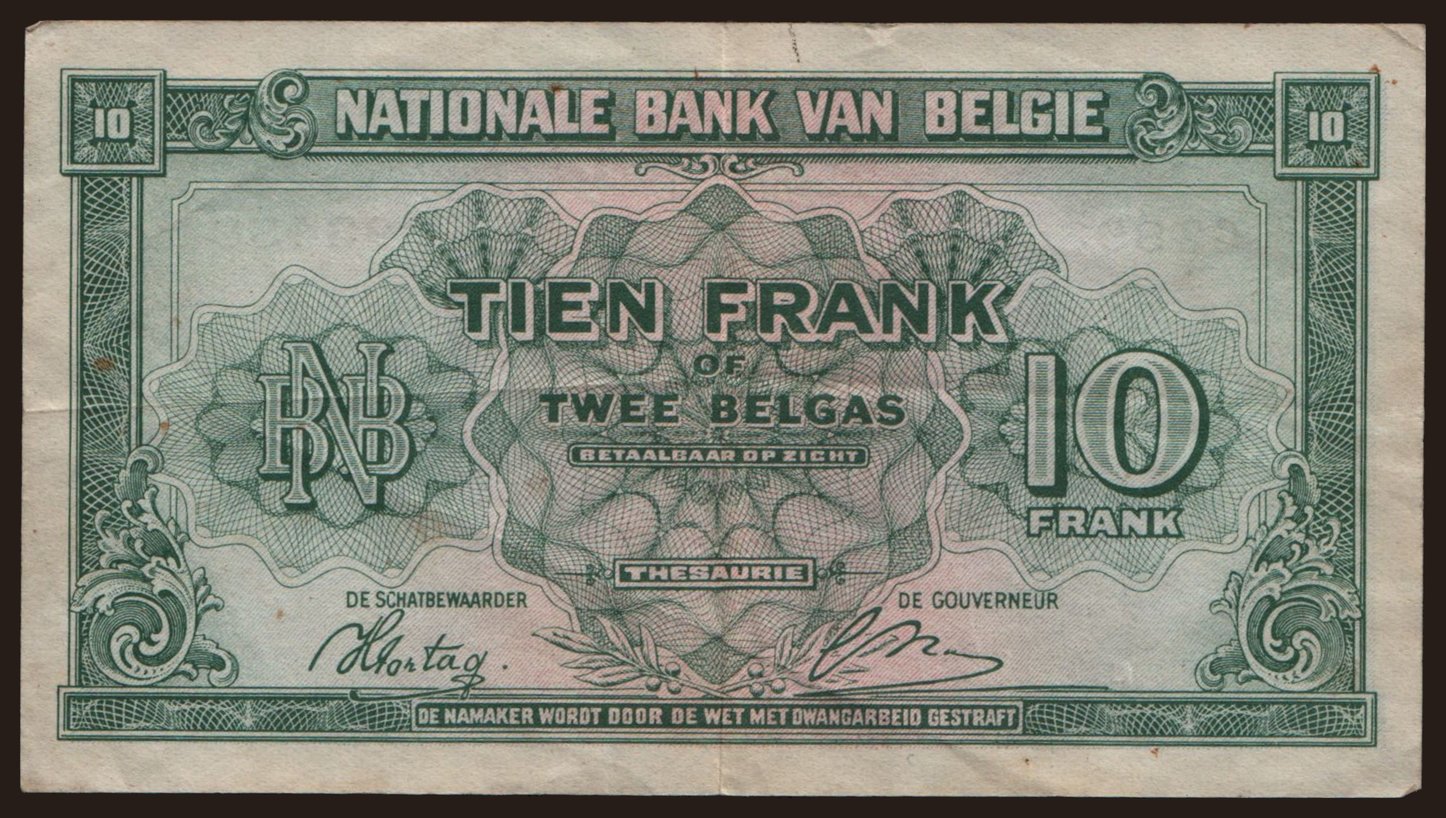 10
NATIONALE BANK VAN BELGIE
10
TIEN FRANK
OF
TWEE BELGAS
BETAALBAAR OP ZICHT
BNB
10
FRANK
THESAURIE
DE SCHATBEWAARDER
DE GOUVERNEUR
DE NAMAKER WORDT DOOR DE WET MET DWANGARBEID GESTRAFT